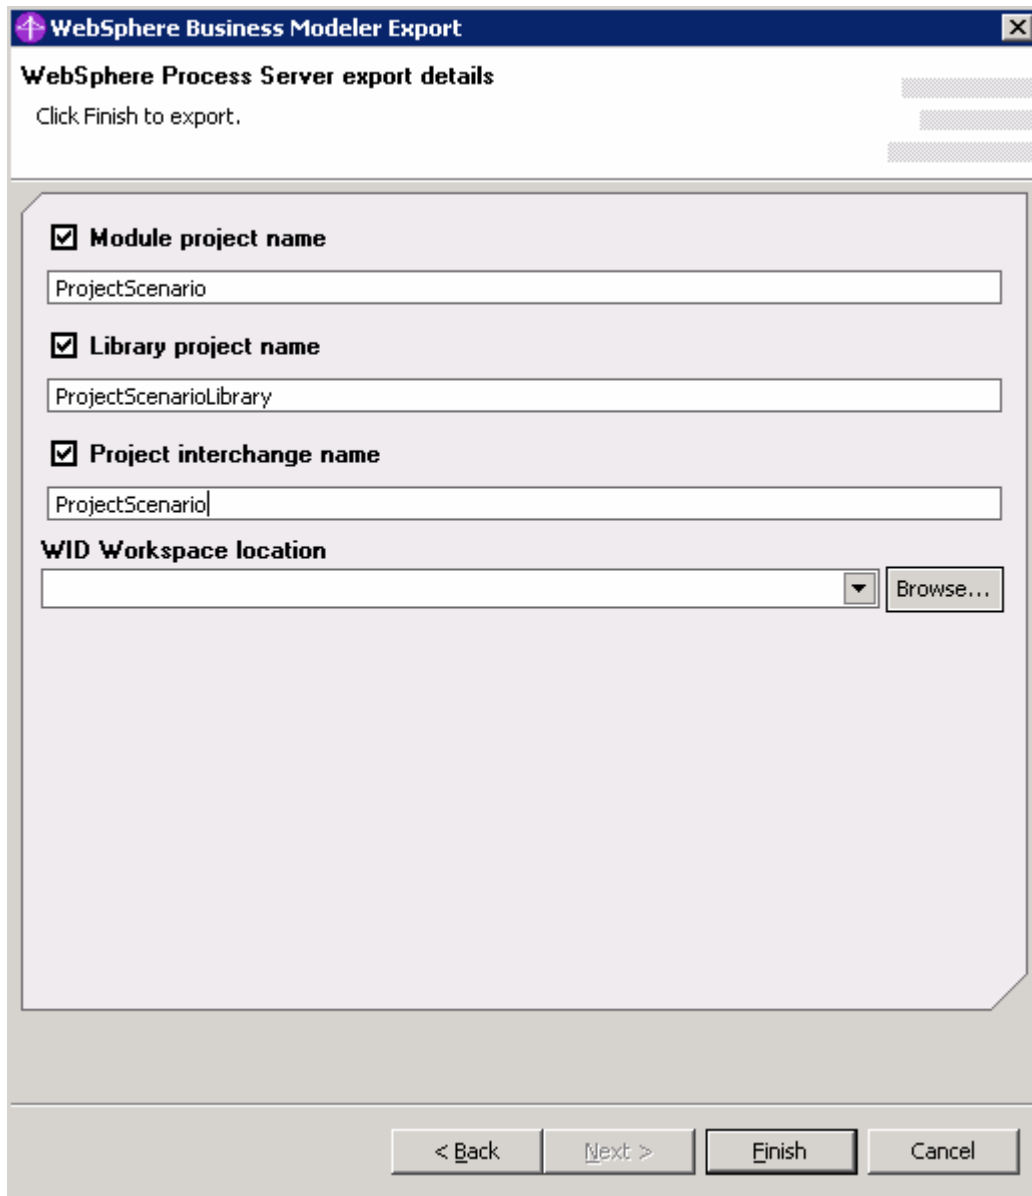 WebSphere Business Modeler Export
WebSphere Process Server export details
Click Finish to export.
Module project name
ProjectScenario
Library project name
ProjectScenarioLibrary
Project interchange name
ProjectScenario
WID Workspace location
Browse...
< Back
Next >
Finish
Cancel